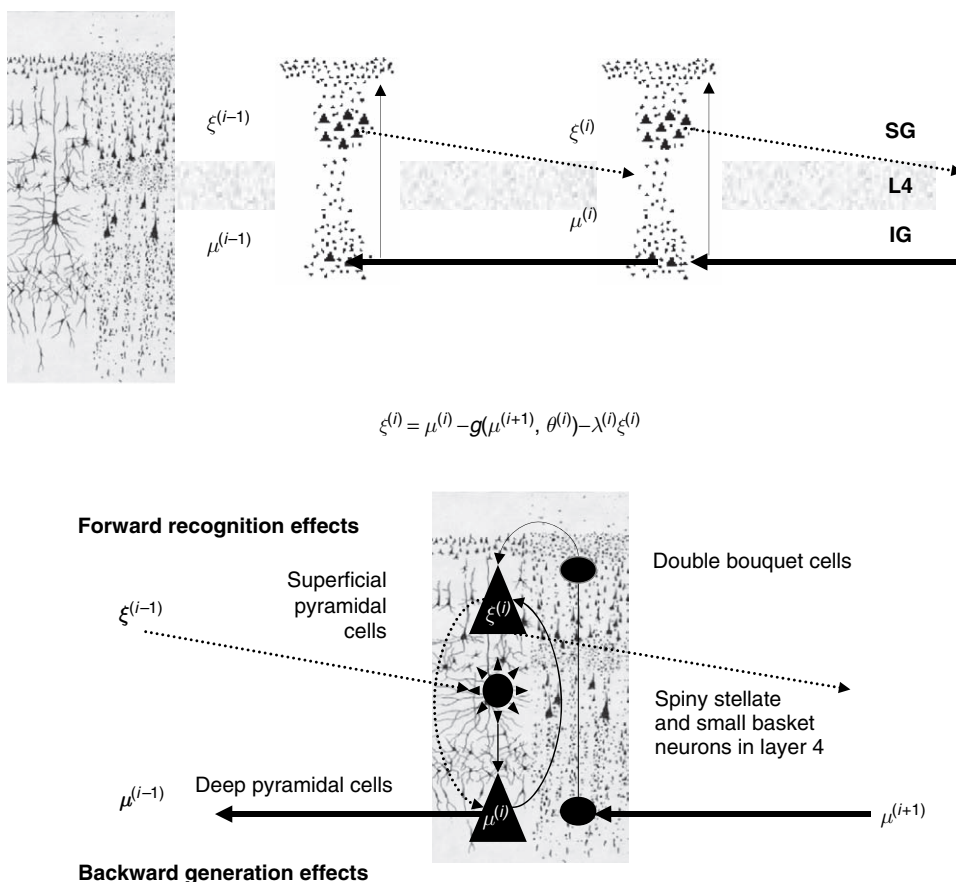 ξ⁽ⁱ⁻¹⁾
ξ⁽ⁱ⁾
SG
L4
μ⁽ⁱ⁻¹⁾
μ⁽ⁱ⁾
IG
ξ⁽ⁱ⁾ = μ⁽ⁱ⁾ – g(μ⁽ⁱ⁺¹⁾, θ⁽ⁱ⁾) – λ⁽ⁱ⁾ξ⁽ⁱ⁾
Forward recognition effects
Superficial
pyramidal
cells
Double bouquet cells
ξ⁽ⁱ⁻¹⁾
ξ⁽ⁱ⁾
Spiny stellate
and small basket
neurons in layer 4
Deep pyramidal cells
μ⁽ⁱ⁻¹⁾
μ⁽ⁱ⁾
μ⁽ⁱ⁺¹⁾
Backward generation effects